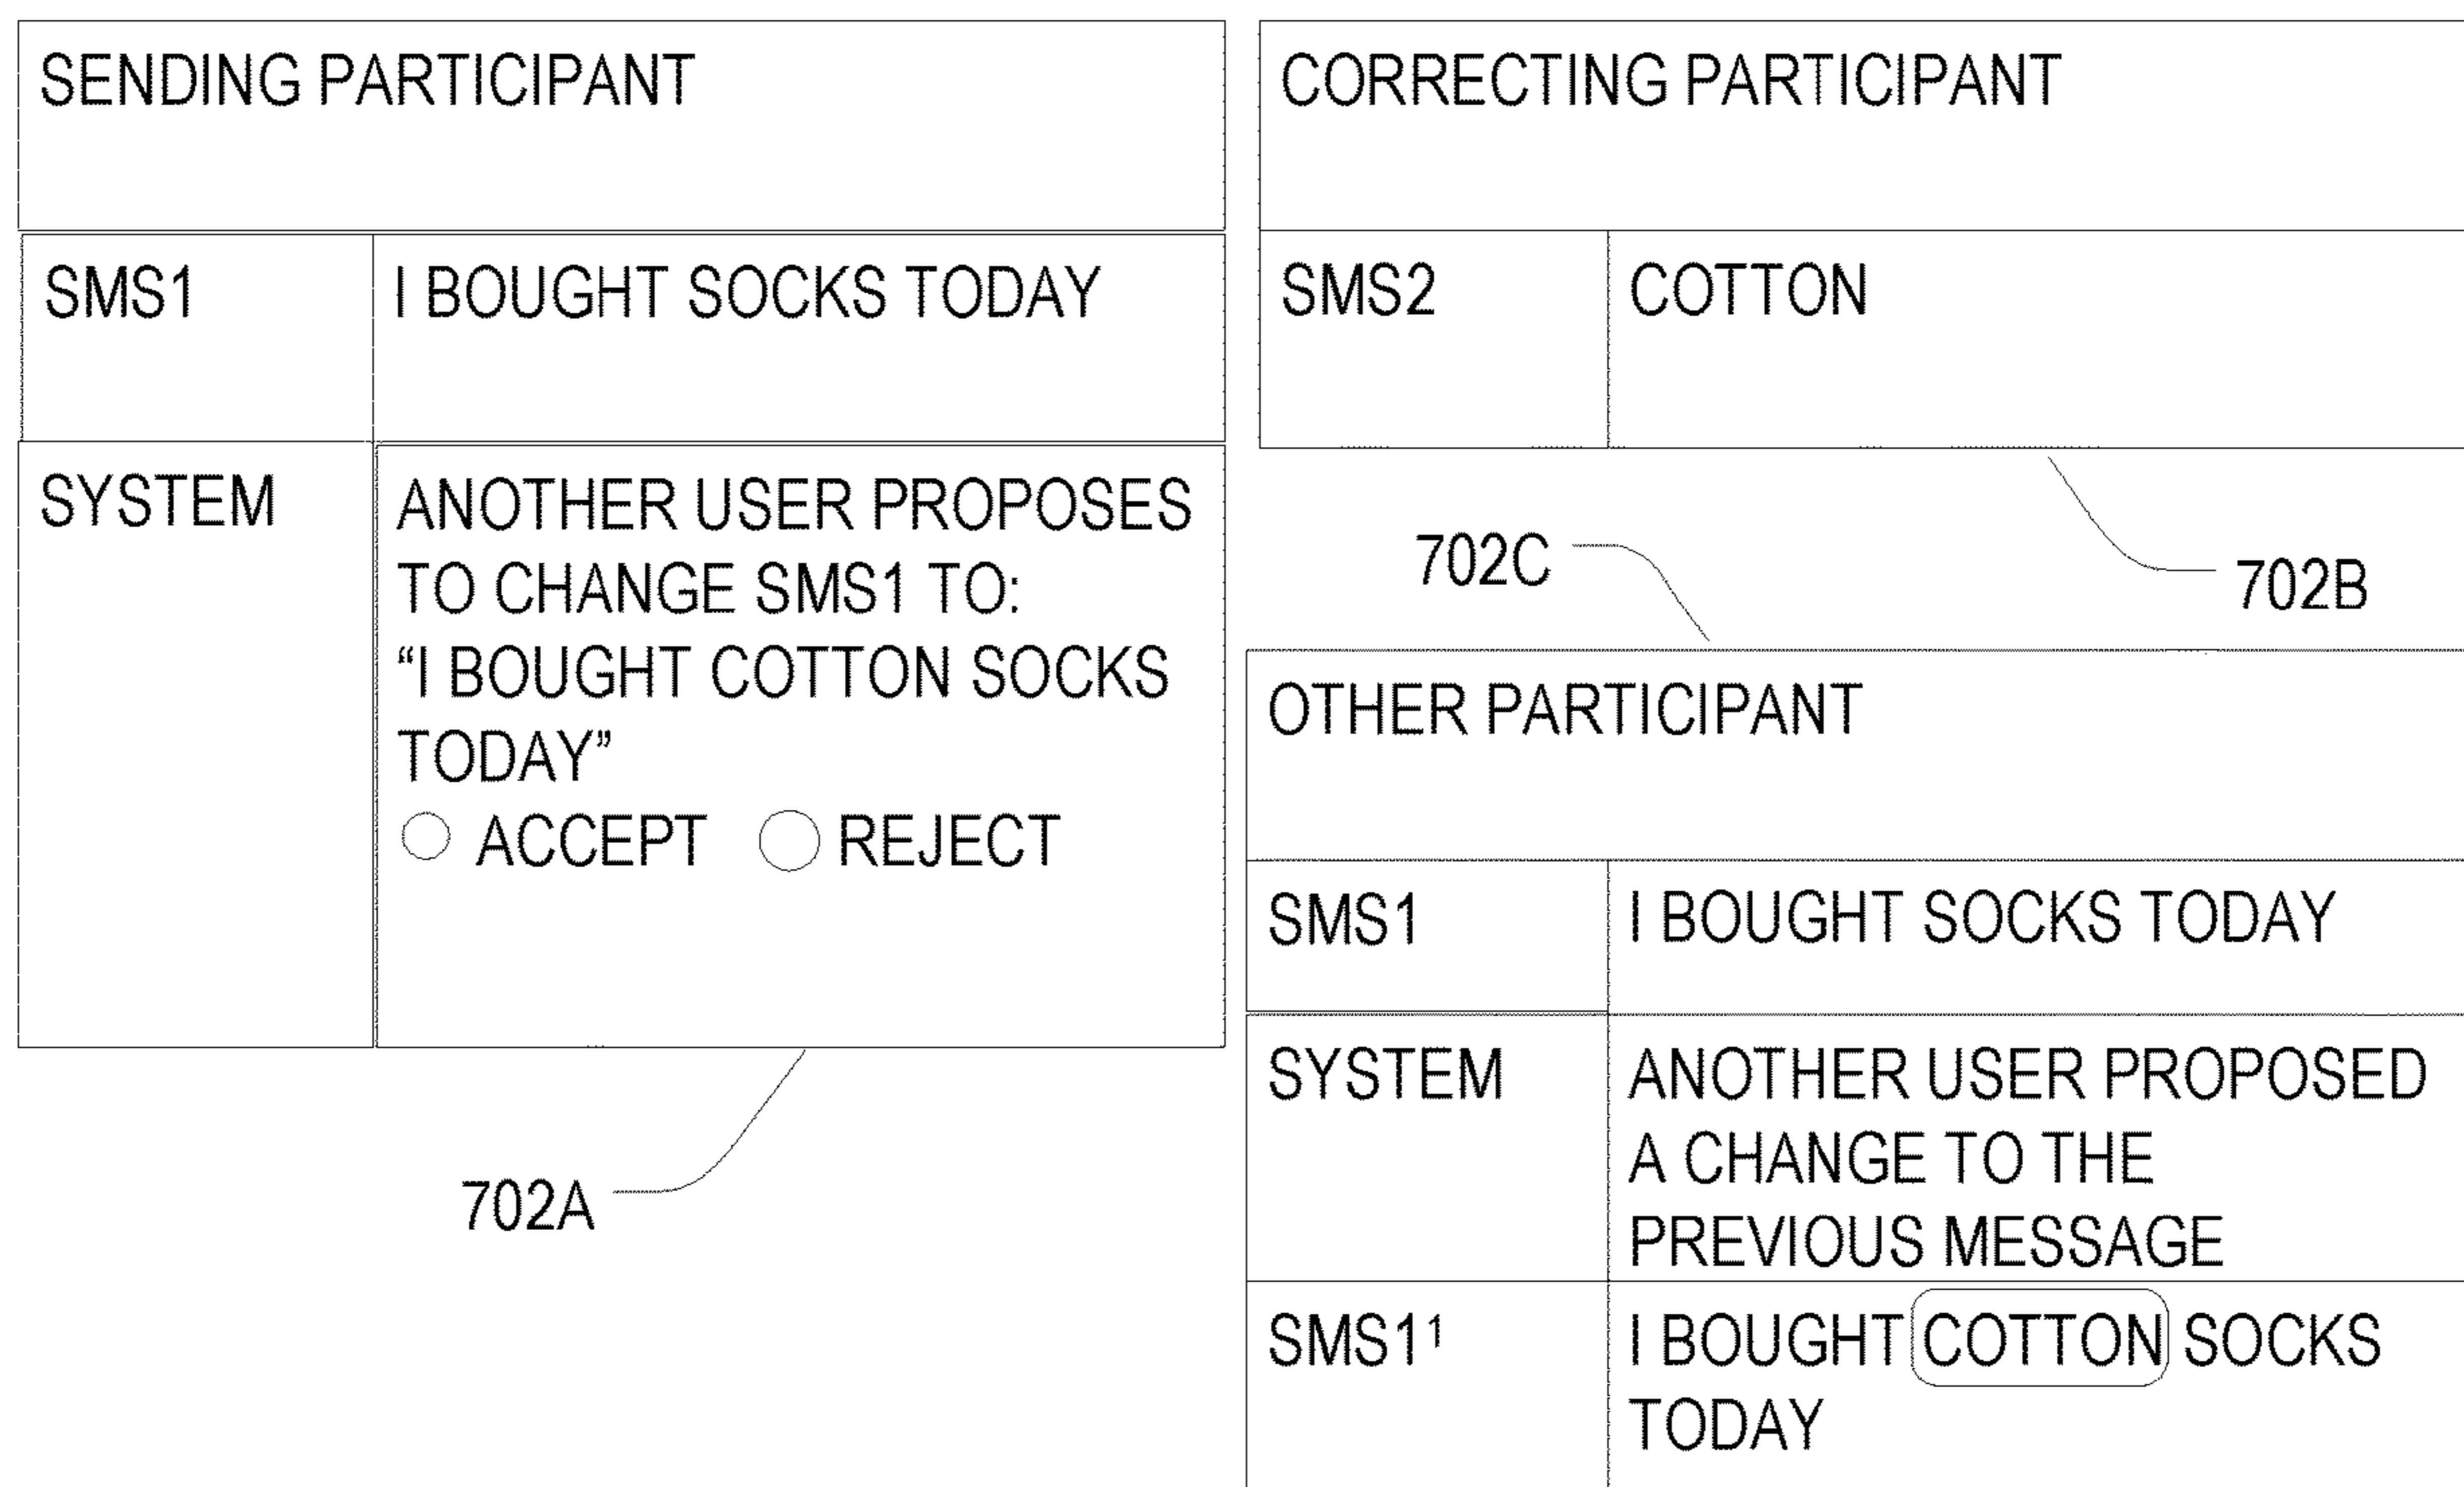 SENDING PARTICIPANT
SMS1
I BOUGHT SOCKS TODAY
SYSTEM
ANOTHER USER PROPOSES
TO CHANGE SMS1 TO:
“I BOUGHT COTTON SOCKS
TODAY”
ACCEPT REJECT
702A
CORRECTING PARTICIPANT
SMS2
COTTON
702B
702C
OTHER PARTICIPANT
SMS1
I BOUGHT SOCKS TODAY
SYSTEM
ANOTHER USER PROPOSED
A CHANGE TO THE
PREVIOUS MESSAGE
SMS1¹
I BOUGHT COTTON SOCKS
TODAY